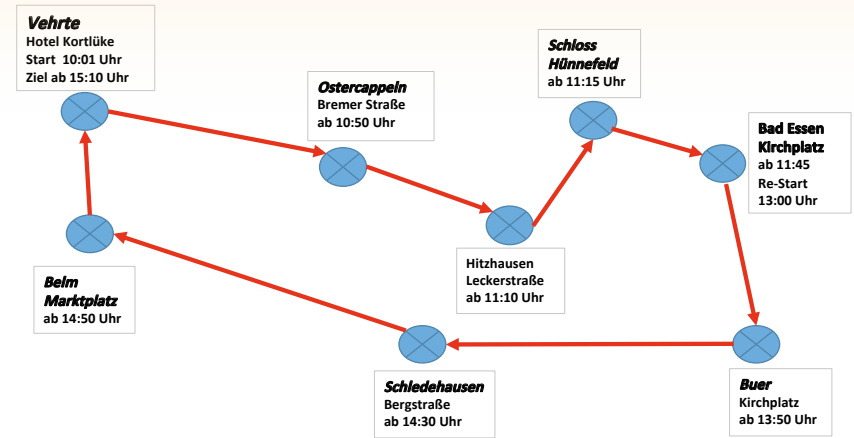 Vehrte
Hotel Kortlüke
Start 10:01 Uhr
Ziel ab 15:10 Uhr
Ostercappeln
Bremer Straße
ab 10:50 Uhr
Schloss
Hünnefeld
ab 11:15 Uhr
Bad Essen
Kirchplatz
ab 11:45
Re-Start
13:00 Uhr
Hitzhausen
Leckerstraße
ab 11:10 Uhr
Belm
Marktplatz
ab 14:50 Uhr
Schledehausen
Bergstraße
ab 14:30 Uhr
Buer
Kirchplatz
ab 13:50 Uhr